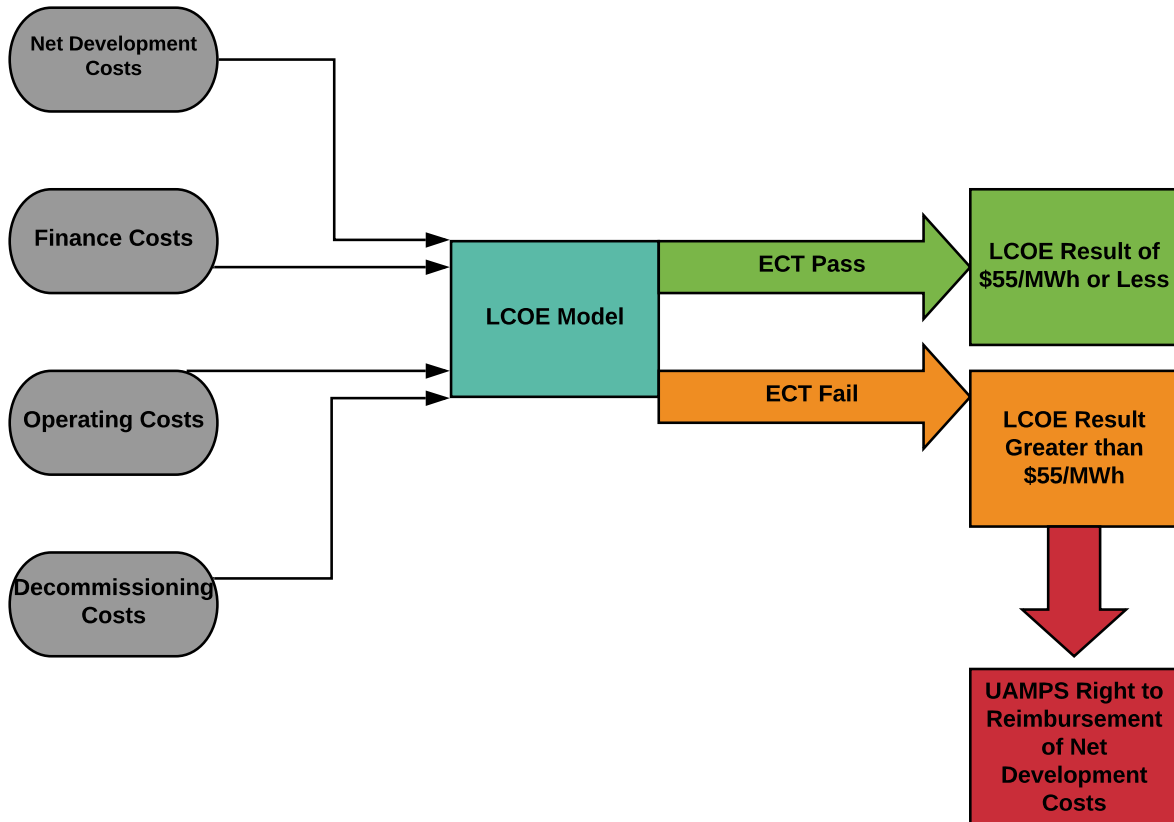 Net Development
Costs
Finance Costs
Operating Costs
Decommissioning
Costs
LCOE Model
ECT Pass
ECT Fail
LCOE Result of
$55/MWh or Less
LCOE Result
Greater than
$55/MWh
UAMPS Right to
Reimbursement
of Net
Development
Costs